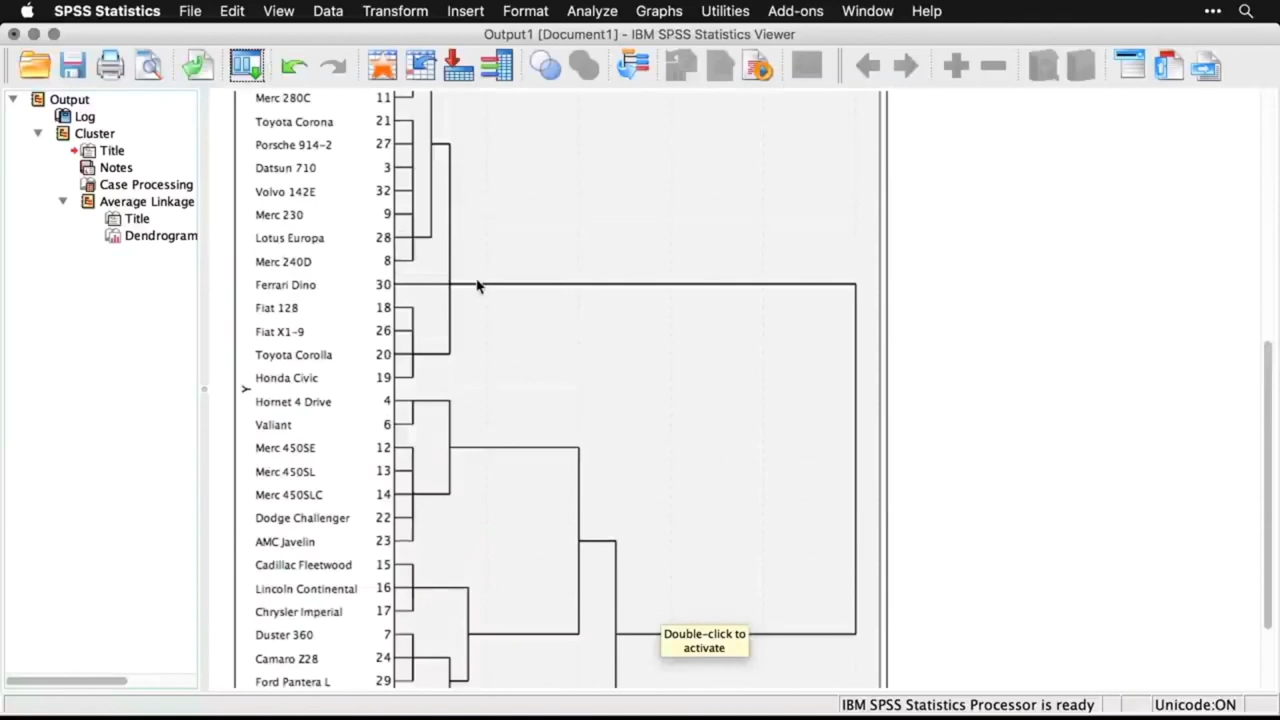 SPSS Statistics File Edit View Data Transform Insert Format Analyze Graphs Utilities Add-ons Window Help
Output1 [Document1] - IBM SPSS Statistics Viewer
Output
Log
Cluster
Title
Notes
Case Processing
Average Linkage
Title
Dendrogram
Merc 280C 11
Toyota Corona 21
Porsche 914-2 27
Datsun 710 3
Volvo 142E 32
Merc 230 9
Lotus Europa 28
Merc 240D 8
Ferrari Dino 30
Fiat 128 18
Fiat X1-9 26
Toyota Corolla 20
Honda Civic 19
Y
Hornet 4 Drive 4
Valiant 6
Merc 450SE 12
Merc 450SL 13
Merc 450SLC 14
Dodge Challenger 22
AMC Javelin 23
Cadillac Fleetwood 15
Lincoln Continental 16
Chrysler Imperial 17
Duster 360 7
Camaro Z28 24
Ford Pantera L 29
Double-click to
activate
IBM SPSS Statistics Processor is ready Unicode:ON